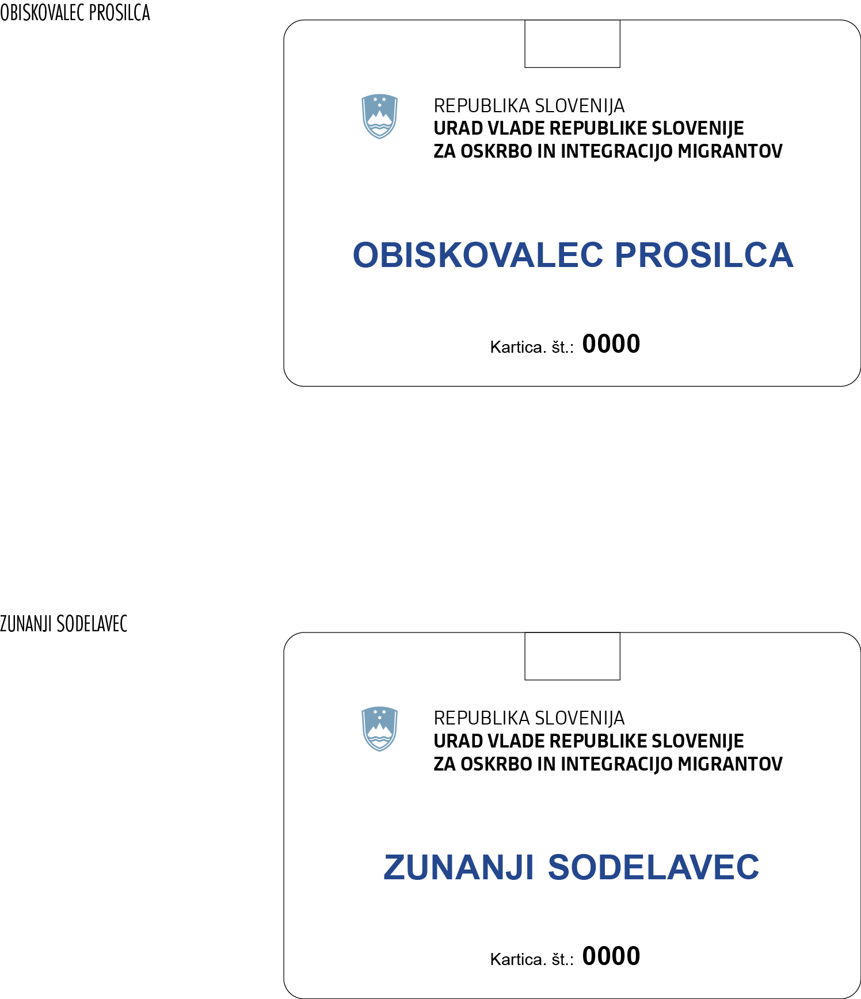 OBISKOVALEC PROSILCA
REPUBLIKA SLOVENIJA
URAD VLADE REPUBLIKE SLOVENIJE
ZA OSKRBO IN INTEGRACIJO MIGRANTOV
OBISKOVALEC PROSILCA
Kartica. št.: 0000
ZUNANJI SODELAVEC
REPUBLIKA SLOVENIJA
URAD VLADE REPUBLIKE SLOVENIJE
ZA OSKRBO IN INTEGRACIJO MIGRANTOV
ZUNANJI SODELAVEC
Kartica. št.: 0000